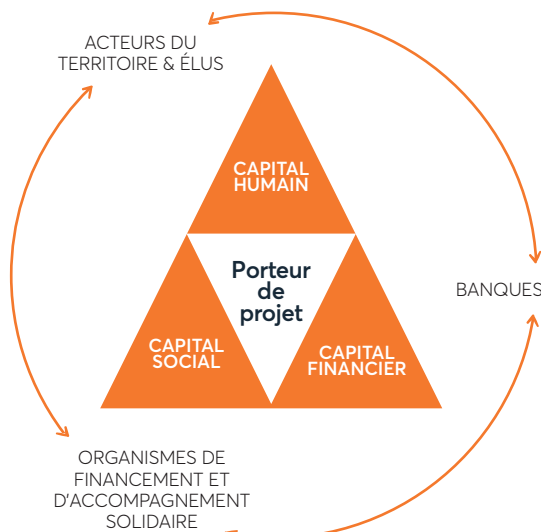 ACTEURS DU
TERRITOIRE & ÉLUS
CAPITAL
HUMAIN
Porteur
de
projet
BANQUES
CAPITAL
SOCIAL
CAPITAL
FINANCIER
ORGANISMES DE
FINANCEMENT ET
D'ACCOMPAGNEMENT
SOLIDAIRE